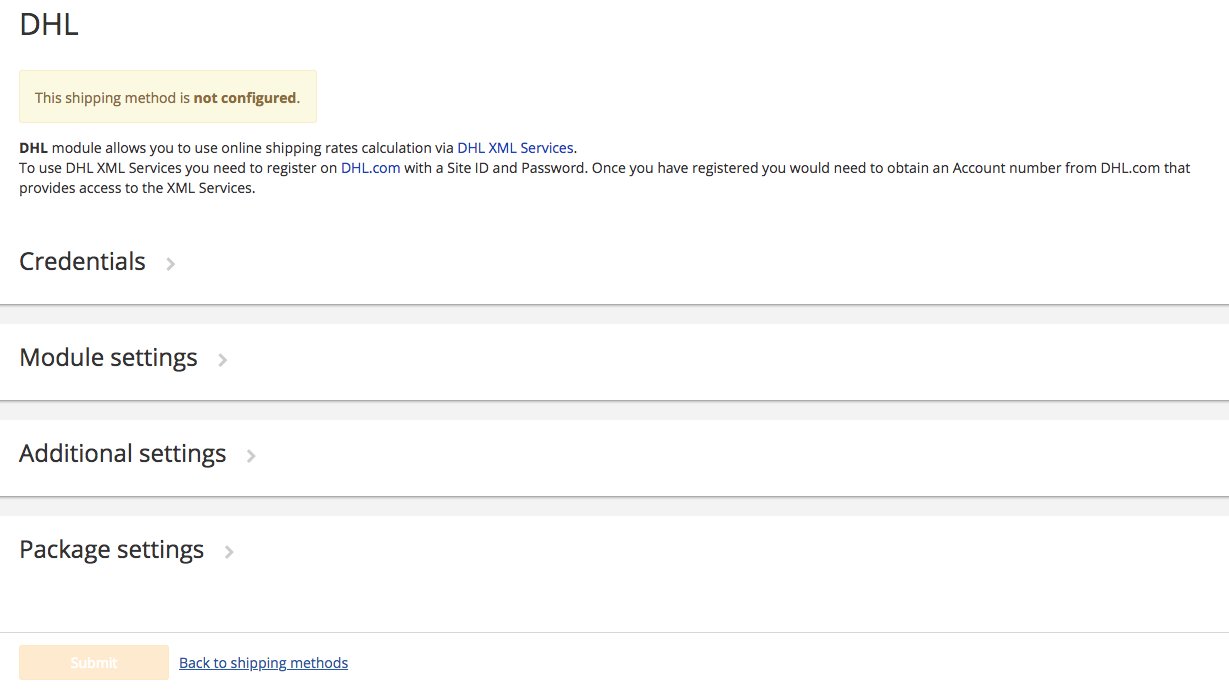 DHL
This shipping method is not configured.
DHL module allows you to use online shipping rates calculation via DHL XML Services.
To use DHL XML Services you need to register on DHL.com with a Site ID and Password. Once you have registered you would need to obtain an Account number from DHL.com that
provides access to the XML Services.
Credentials
Module settings
Additional settings
Package settings
Submit Back to shipping methods